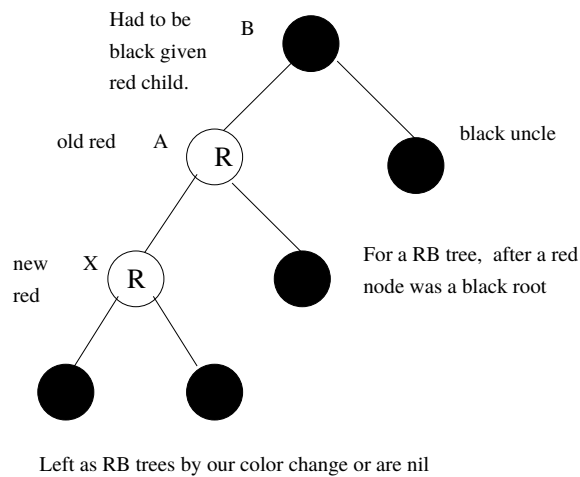 Had to be
black given
red child.
B
old red
A
R
black uncle
new
red
X
R
For a RB tree, after a red
node was a black root
Left as RB trees by our color change or are nil